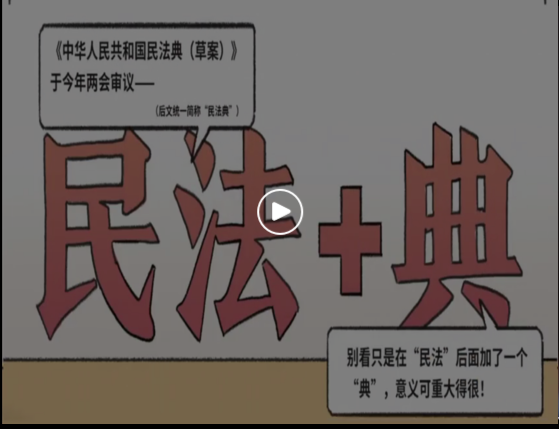 《中华人民共和国民法典（草案）》
于今年两会审议——
（后文统一简称“民法典”）
民法+典
别看只是在“民法”后面加了一个
“典”，意义可重大得很！